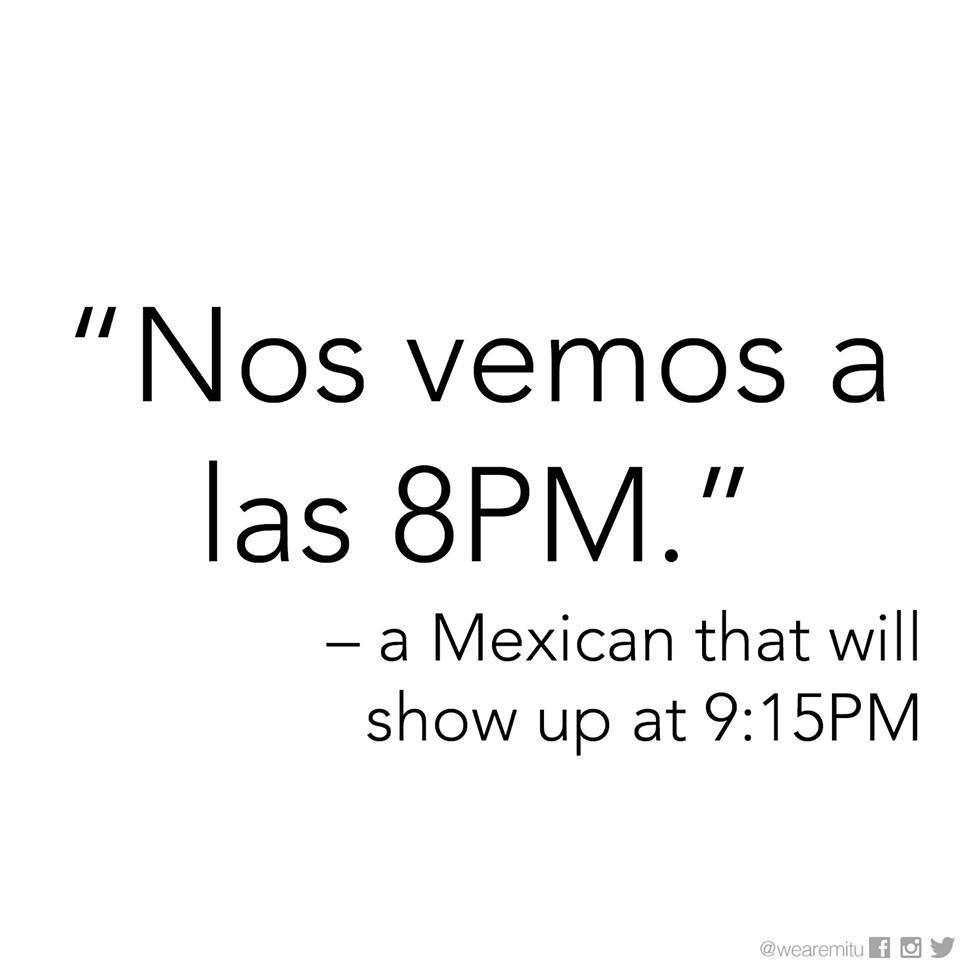 “Nos vemos a
las 8PM.”
– a Mexican that will
show up at 9:15PM
@wearemitu